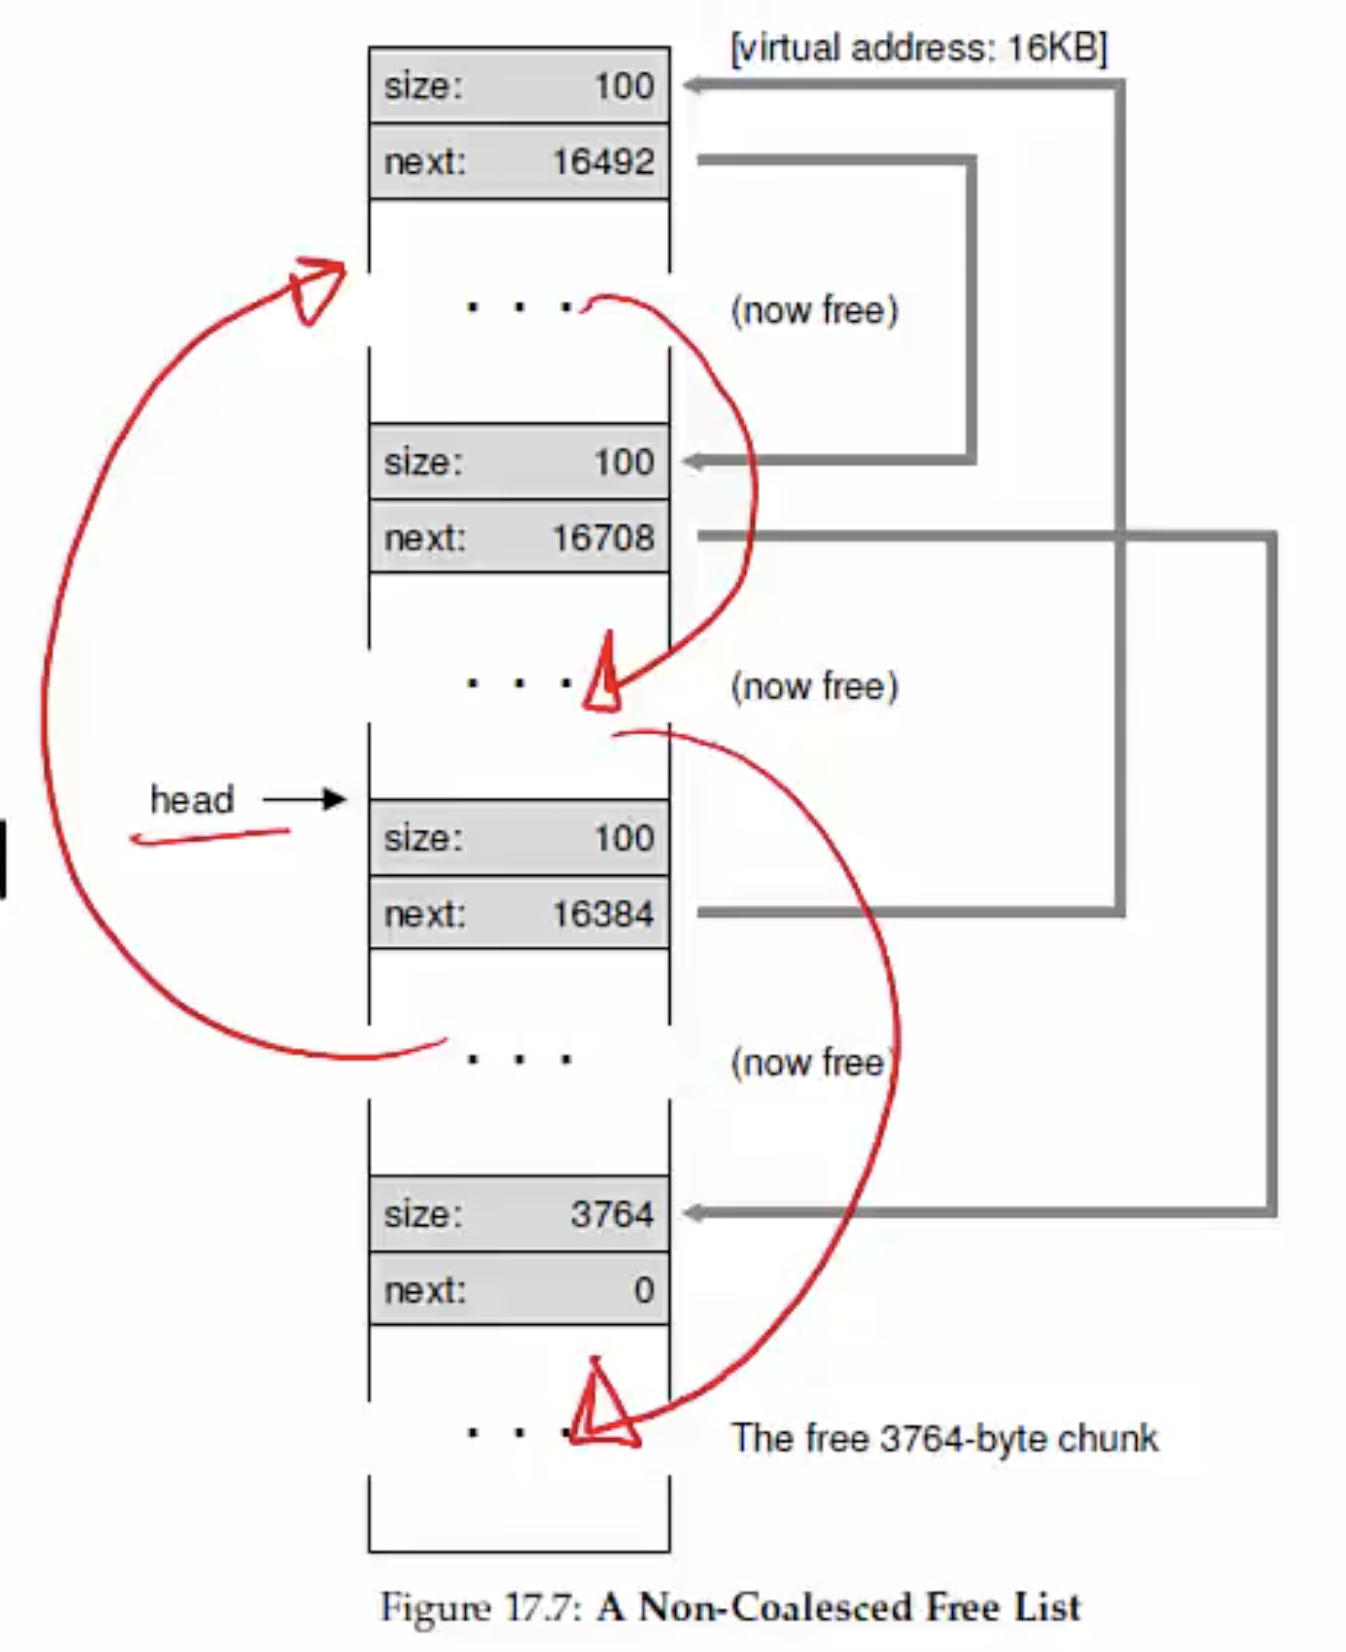 [virtual address: 16KB]
size: 100
next: 16492
. . . (now free)
size: 100
next: 16708
. . . (now free)
head
size: 100
next: 16384
. . . (now free)
size: 3764
next: 0
. . . The free 3764-byte chunk
Figure 17.7: A Non-Coalesced Free List